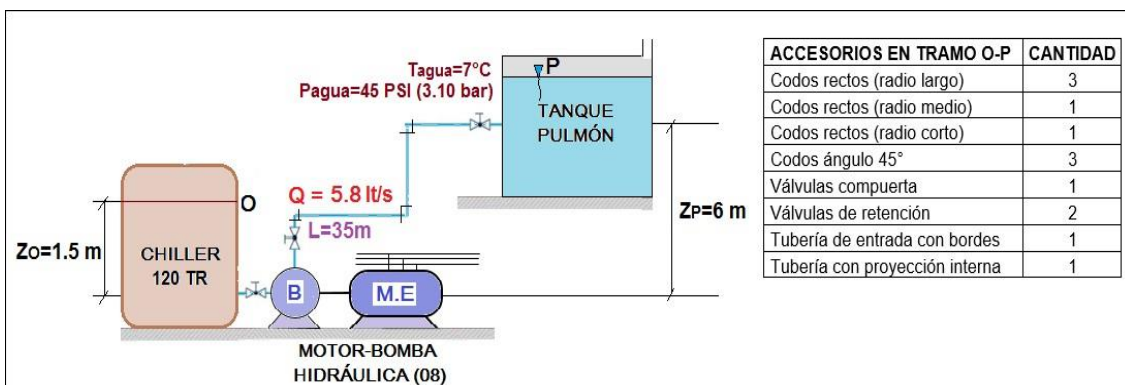 Tagua=7°C
Pagua=45 PSI (3.10 bar)
P
TANQUE
PULMÓN
Q = 5.8 lt/s
L=35m
O
Zo=1.5 m
CHILLER
120 TR
B
M.E
ZP=6 m
MOTOR-BOMBA
HIDRÁULICA (08)
ACCESORIOS EN TRAMO O-P CANTIDAD
Codos rectos (radio largo) 3
Codos rectos (radio medio) 1
Codos rectos (radio corto) 1
Codos ángulo 45° 3
Válvulas compuerta 1
Válvulas de retención 2
Tubería de entrada con bordes 1
Tubería con proyección interna 1